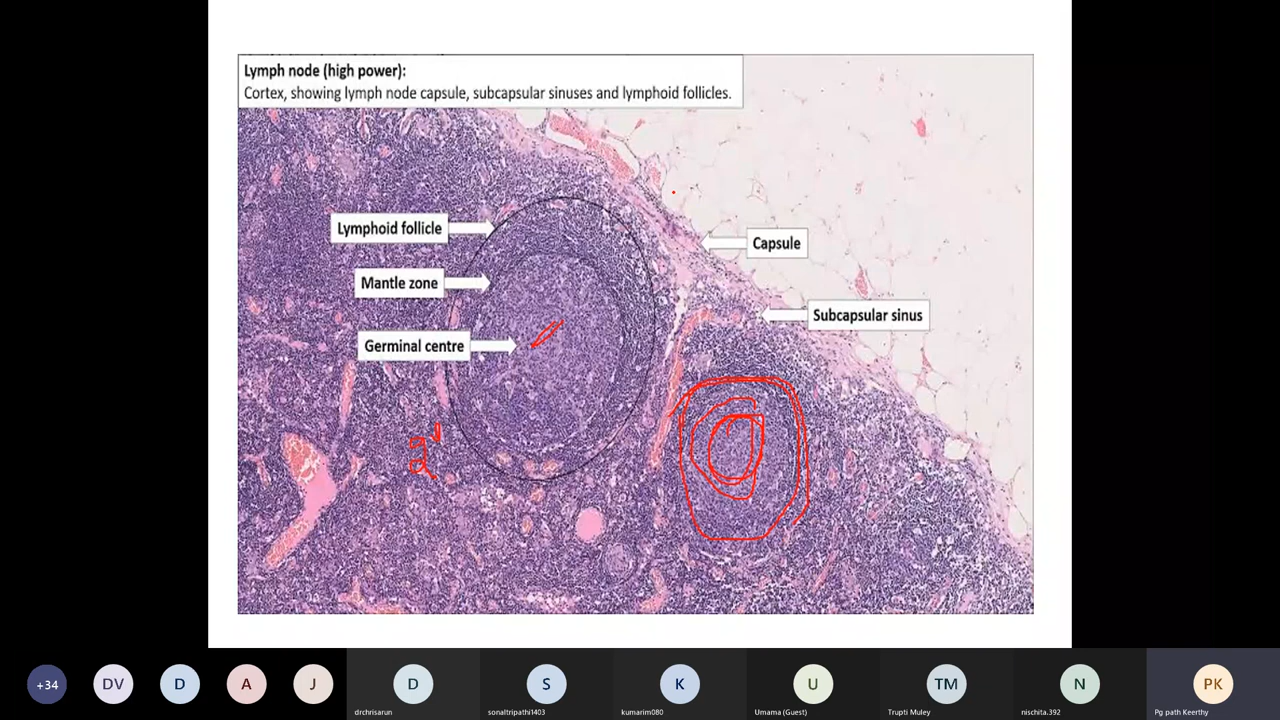 Lymph node (high power):
Cortex, showing lymph node capsule, subcapsular sinuses and lymphoid follicles.
Lymphoid follicle
Capsule
Mantle zone
Subcapsular sinus
Germinal centre
+34
DV
D
A
J
D
S
K
U
TM
N
PK
drchrisarun
sonaltripathi1403
kumarim080
Umama (Guest)
Trupti Muley
nischita.392
Pg path Keerthy